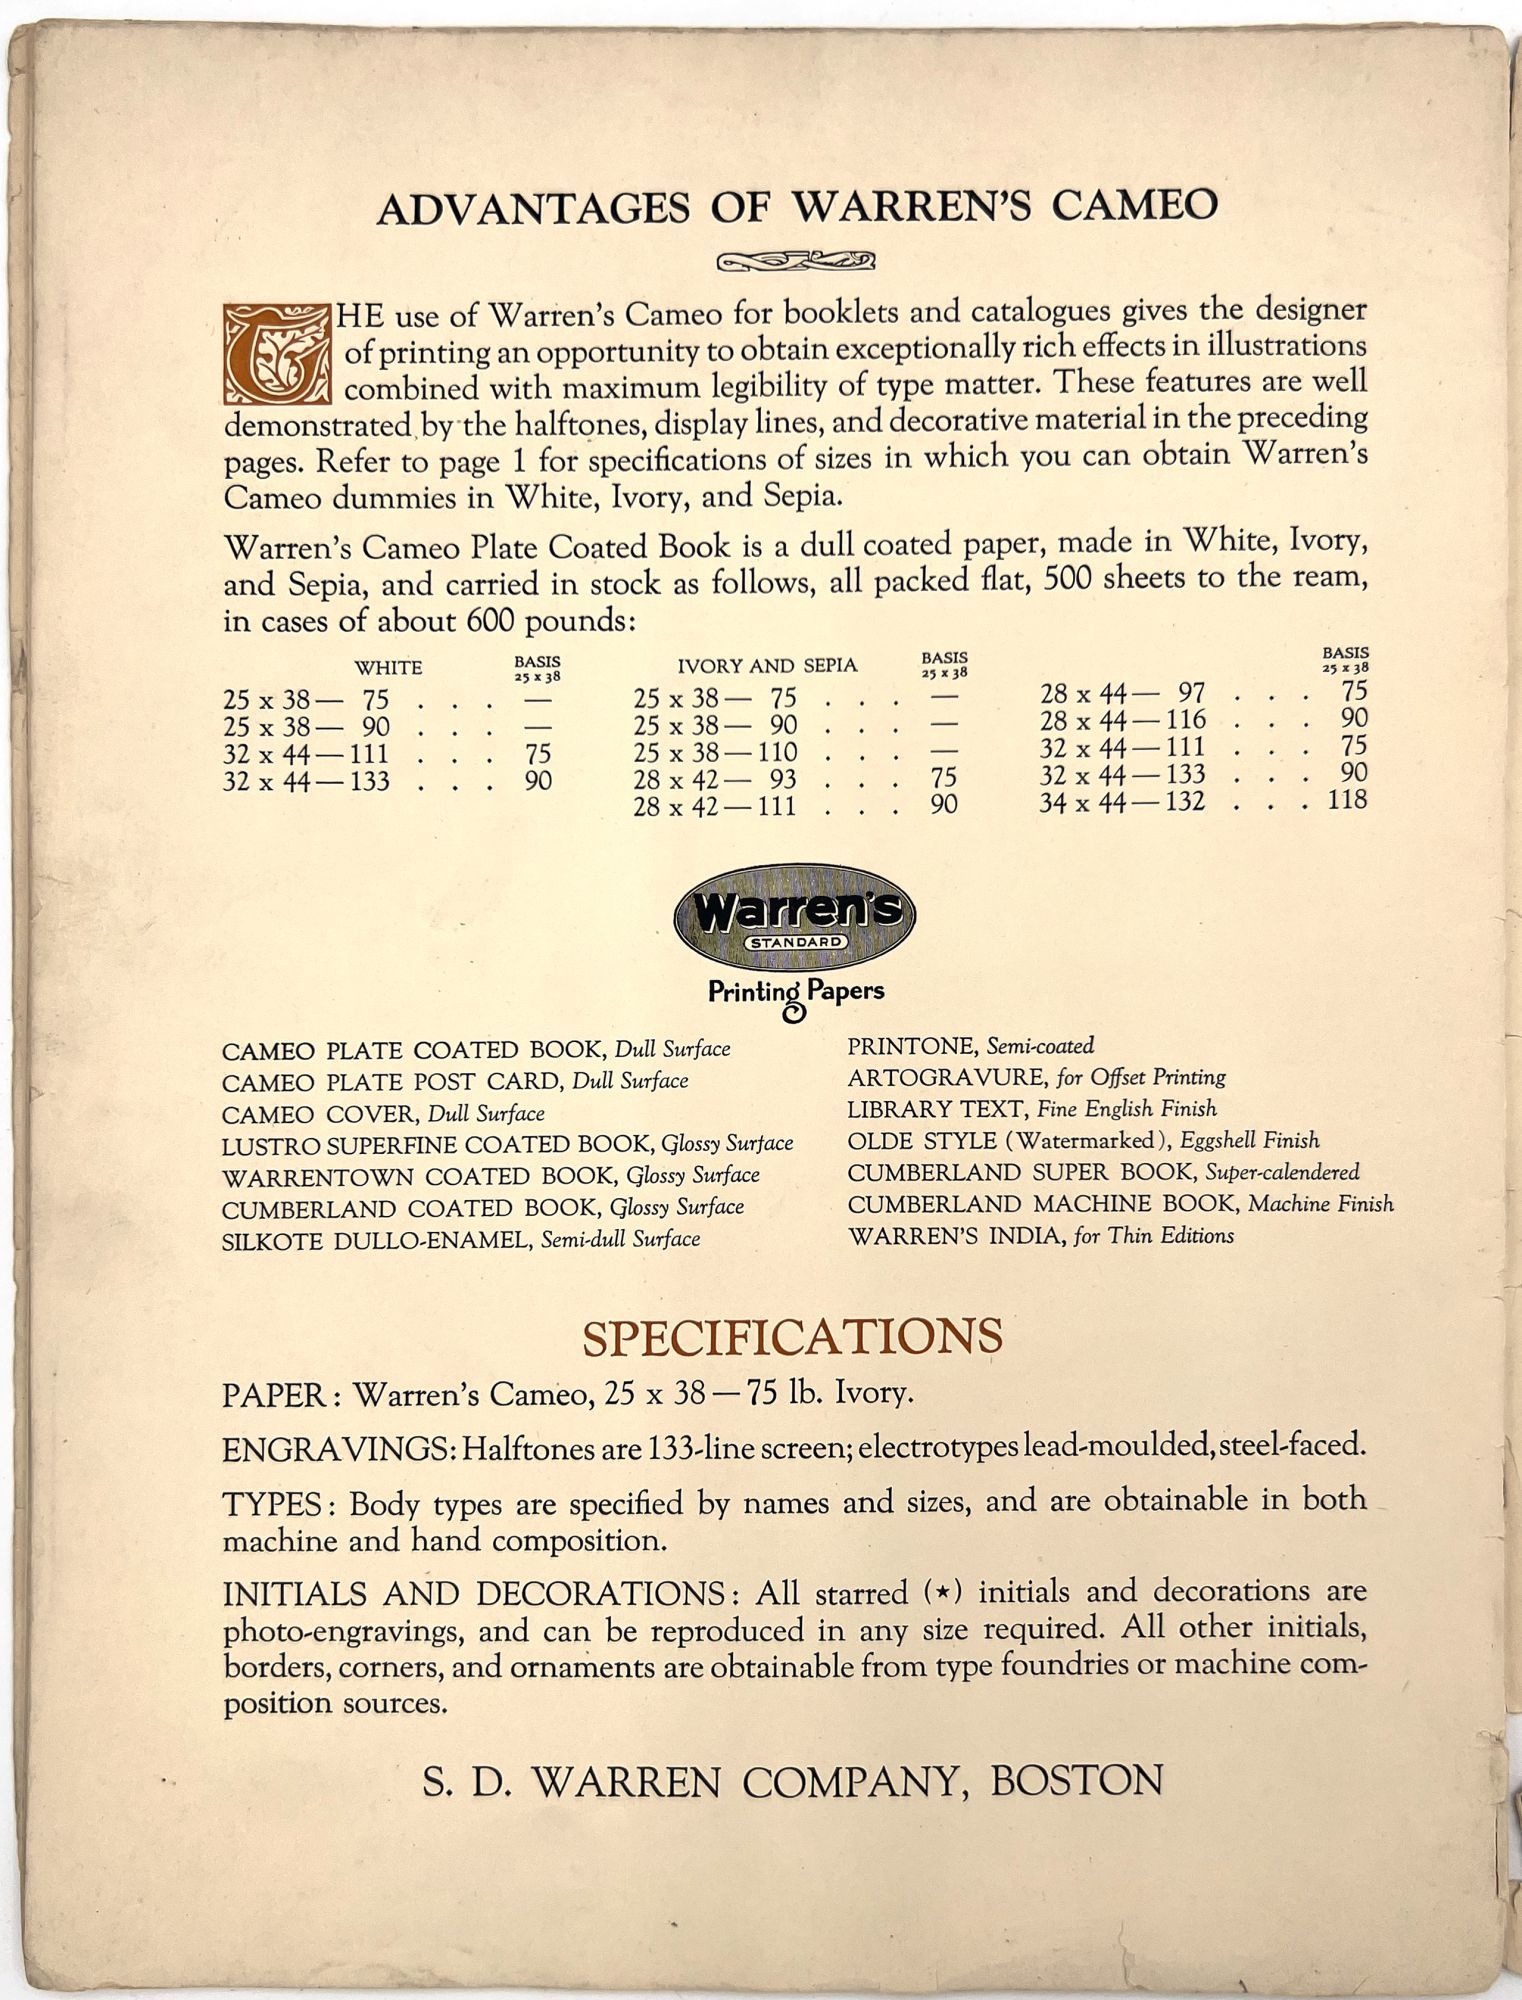 ADVANTAGES OF WARREN'S CAMEO
THE use of Warren's Cameo for booklets and catalogues gives the designer
of printing an opportunity to obtain exceptionally rich effects in illustrations
combined with maximum legibility of type matter. These features are well
demonstrated by the halftones, display lines, and decorative material in the preceding
pages. Refer to page 1 for specifications of sizes in which you can obtain Warren's
Cameo dummies in White, Ivory, and Sepia.
Warren's Cameo Plate Coated Book is a dull coated paper, made in White, Ivory,
and Sepia, and carried in stock as follows, all packed flat, 500 sheets to the ream,
in cases of about 600 pounds:
WHITE BASIS 25 x 38
25 x 38— 75 . . . —
25 x 38— 90 . . . —
32 x 44—111 . . . 75
32 x 44—133 . . . 90
IVORY AND SEPIA BASIS 25 x 38
25 x 38— 75 . . . —
25 x 38— 90 . . . —
25 x 38—110 . . . —
28 x 42— 93 . . . 75
28 x 42—111 . . . 90
BASIS 25 x 38
28 x 44— 97 . . . 75
28 x 44—116 . . . 90
32 x 44—111 . . . 75
32 x 44—133 . . . 90
34 x 44—132 . . . 118
Warren's
STANDARD
Printing Papers
CAMEO PLATE COATED BOOK, Dull Surface
CAMEO PLATE POST CARD, Dull Surface
CAMEO COVER, Dull Surface
LUSTRO SUPERFINE COATED BOOK, Glossy Surface
WARRENTOWN COATED BOOK, Glossy Surface
CUMBERLAND COATED BOOK, Glossy Surface
SILKOTE DULLO-ENAMEL, Semi-dull Surface
PRINTONE, Semi-coated
ARTOGRAVURE, for Offset Printing
LIBRARY TEXT, Fine English Finish
OLDE STYLE (Watermarked), Eggshell Finish
CUMBERLAND SUPER BOOK, Super-calendered
CUMBERLAND MACHINE BOOK, Machine Finish
WARREN'S INDIA, for Thin Editions
SPECIFICATIONS
PAPER: Warren's Cameo, 25 x 38—75 lb. Ivory.
ENGRAVINGS: Halftones are 133-line screen; electrotypes lead-moulded, steel-faced.
TYPES: Body types are specified by names and sizes, and are obtainable in both
machine and hand composition.
INITIALS AND DECORATIONS: All starred (★) initials and decorations are
photo-engravings, and can be reproduced in any size required. All other initials,
borders, corners, and ornaments are obtainable from type foundries or machine com-
position sources.
S. D. WARREN COMPANY, BOSTON